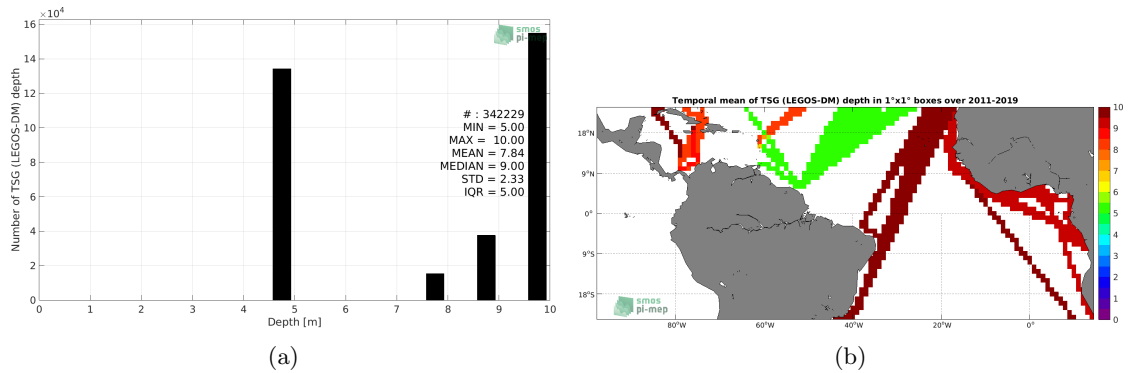 ×10⁴
16
14
12
10
8
6
4
2
0
Number of TSG (LEGOS-DM) depth
smos
pi-mep
# : 342229
MIN = 5.00
MAX = 10.00
MEAN = 7.84
MEDIAN = 9.00
STD = 2.33
IQR = 5.00
0 1 2 3 4 5 6 7 8 9 10
Depth [m]
(a)
Temporal mean of TSG (LEGOS-DM) depth in 1°x1° boxes over 2011-2019
18°N
9°N
0°
9°S
18°S
80°W 60°W 40°W 20°W 0°
smos
pi-mep
10
9
8
7
6
5
4
3
2
1
0
(b)